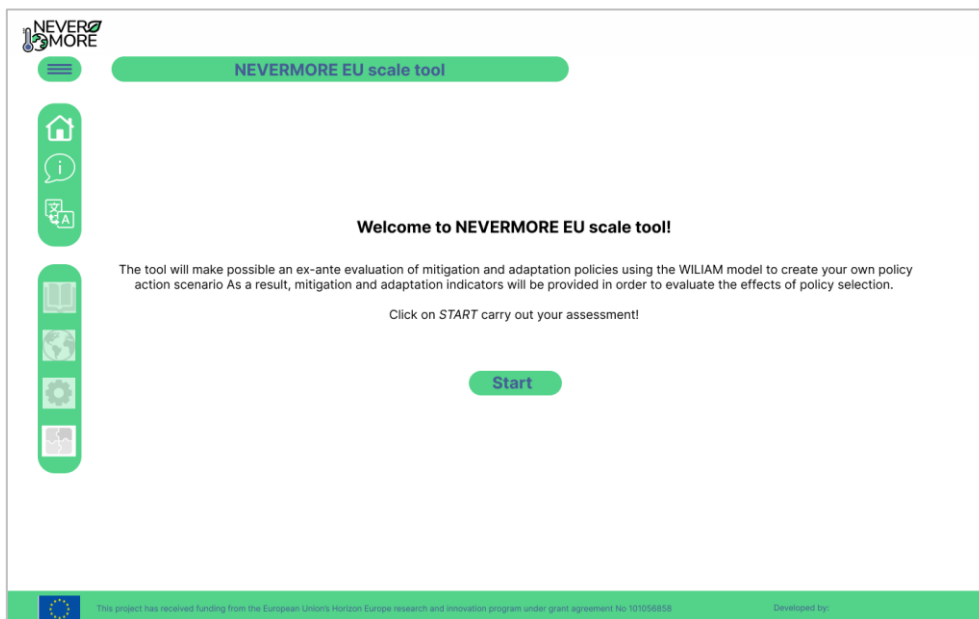 NEVER
MORE
NEVERMORE EU scale tool
i
文
A
Welcome to NEVERMORE EU scale tool!
The tool will make possible an ex-ante evaluation of mitigation and adaptation policies using the WILIAM model to create your own policy
action scenario As a result, mitigation and adaptation indicators will be provided in order to evaluate the effects of policy selection.
Click on START carry out your assessment!
Start
This project has received funding from the European Union's Horizon Europe research and innovation program under grant agreement No 101056858
Developed by: